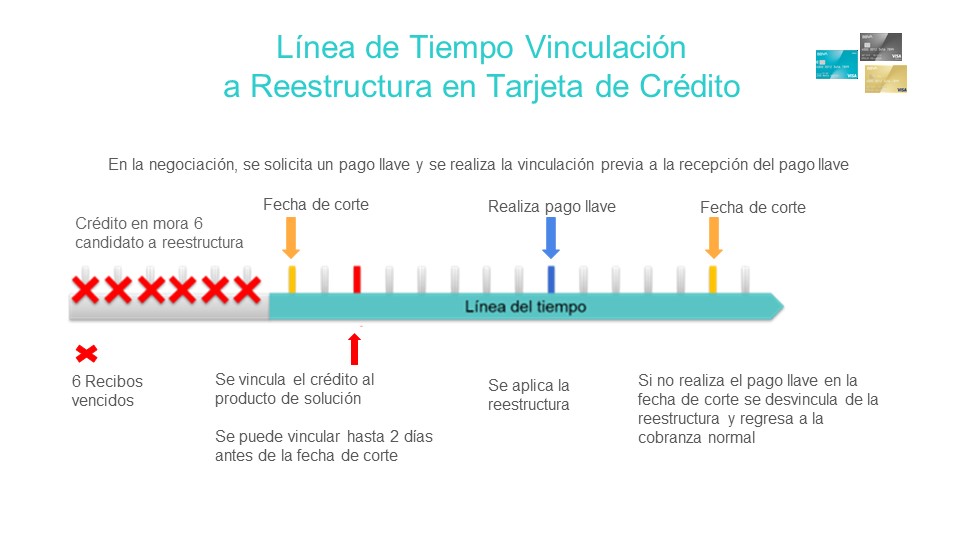 Línea de Tiempo Vinculación
a Reestructura en Tarjeta de Crédito
VISA
VISA
VISA
En la negociación, se solicita un pago llave y se realiza la vinculación previa a la recepción del pago llave
Crédito en mora 6
candidato a reestructura
Fecha de corte
Realiza pago llave
Fecha de corte
Línea del tiempo
6 Recibos
vencidos
Se vincula el crédito al
producto de solución
Se puede vincular hasta 2 días
antes de la fecha de corte
Se aplica la
reestructura
Si no realiza el pago llave en la
fecha de corte se desvincula de la
reestructura y regresa a la
cobranza normal